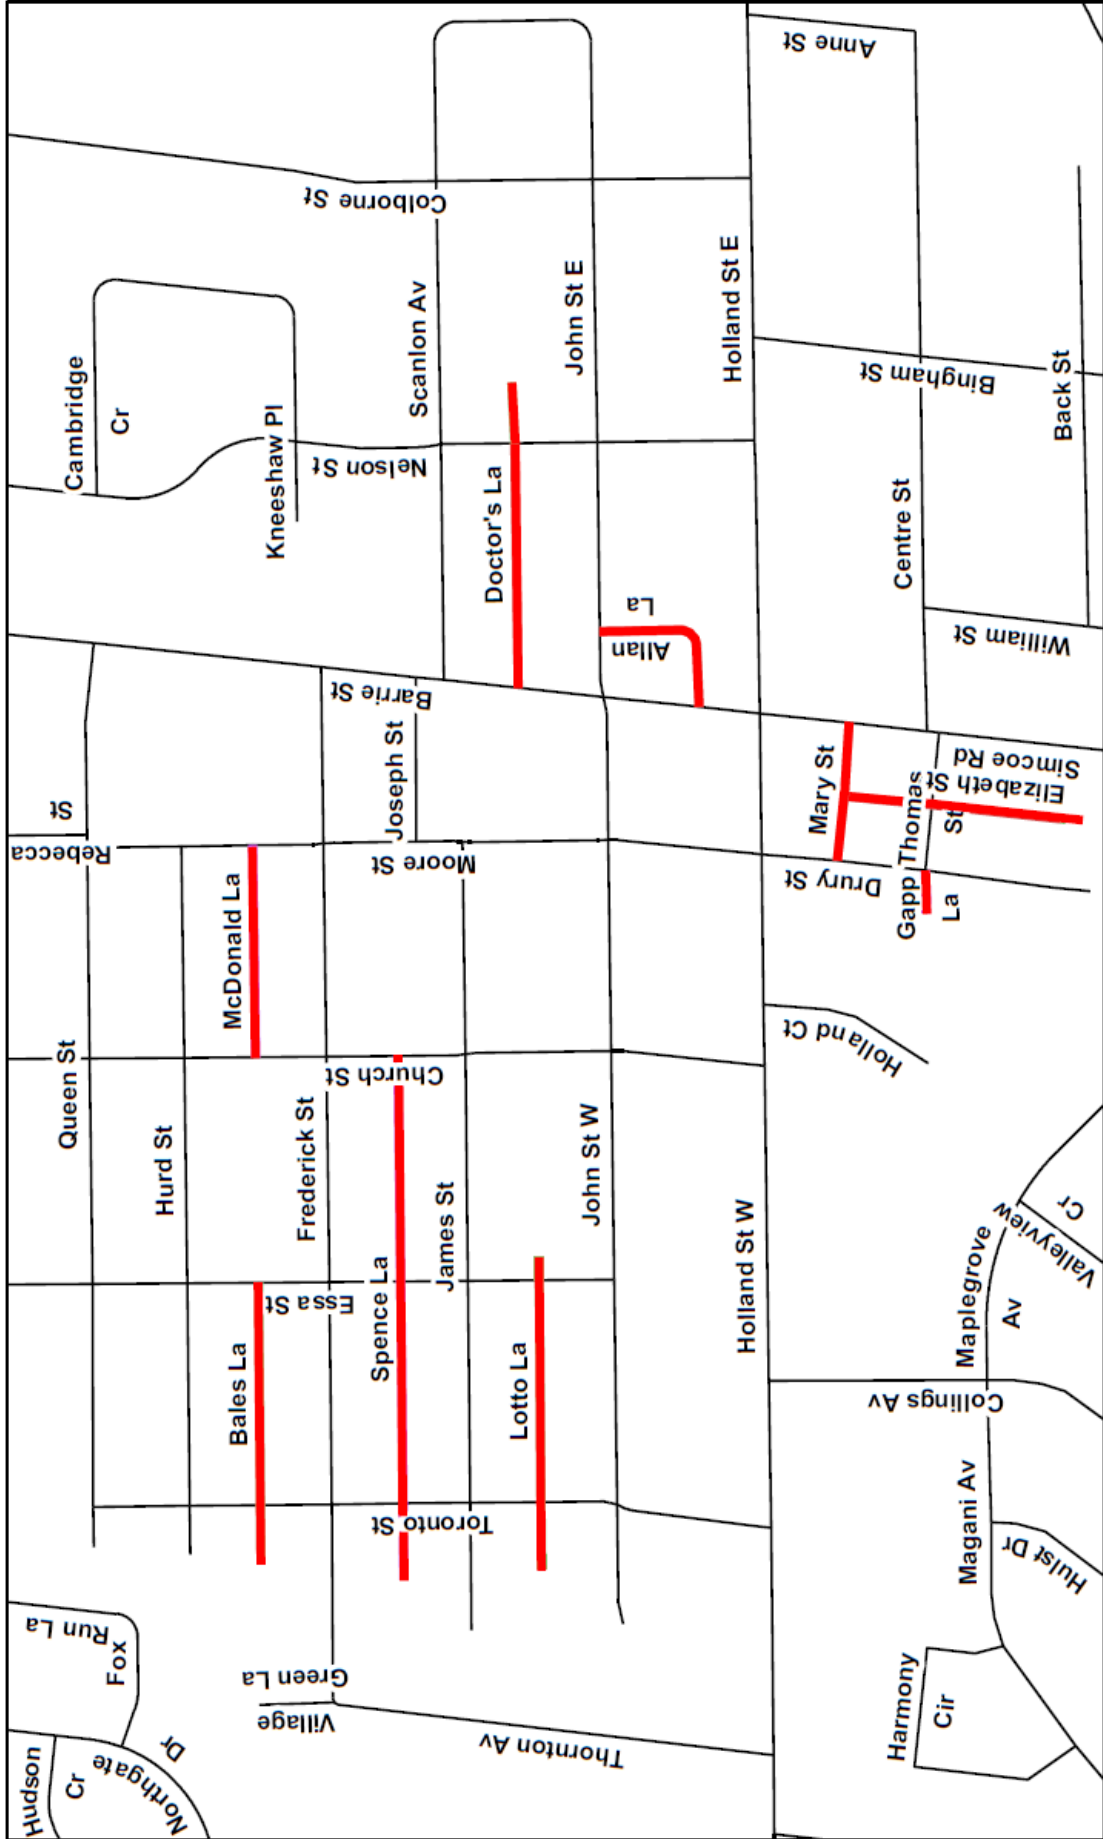 Hudson
Cr
Northgate
Dr
Fox
Run La
Village
Green La
Thornton Av
Queen St
Hurd St
Bales La
McDonald La
Frederick St
Essa St
Spence La
James St
Lotto La
John St W
Toronto St
Church St
Moore St
Joseph St
Rebecca
St
Barrie St
Cambridge
Cr
Kneeshaw Pl
Nelson St
Scanlon Av
Colborne St
Doctor's La
John St E
Allan
La
Holland St E
Holland St W
Anne St
Bingham St
Centre St
Back St
William St
Simcoe Rd
Elizabeth St
Mary St
Thomas
St
Drury St
Gapp
La
Holland Ct
Maplegrove
Av
Valleyview
Cr
Collings Av
Magani Av
Hulst Dr
Harmony
Cir